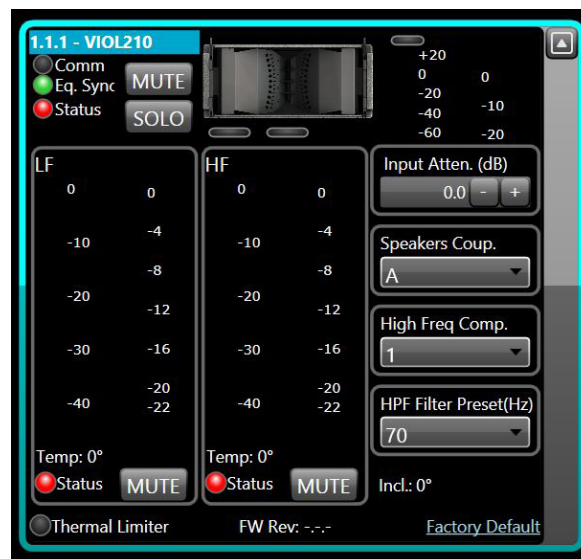 1.1.1 - VIOL210
Comm
Eq. Sync
MUTE
Status
SOLO
+20
0
-20
-40
-60
0
-10
-20
LF
0
-10
-20
-30
-40
0
-4
-8
-12
-16
-20
-22
Temp: 0°
Status
MUTE
HF
0
-10
-20
-30
-40
0
-4
-8
-12
-16
-20
-22
Temp: 0°
Status
MUTE
Input Atten. (dB)
0.0 - +
Speakers Coup.
A
High Freq Comp.
1
HPF Filter Preset(Hz)
70
Incl.: 0°
Thermal Limiter
FW Rev: -.-.-
Factory Default